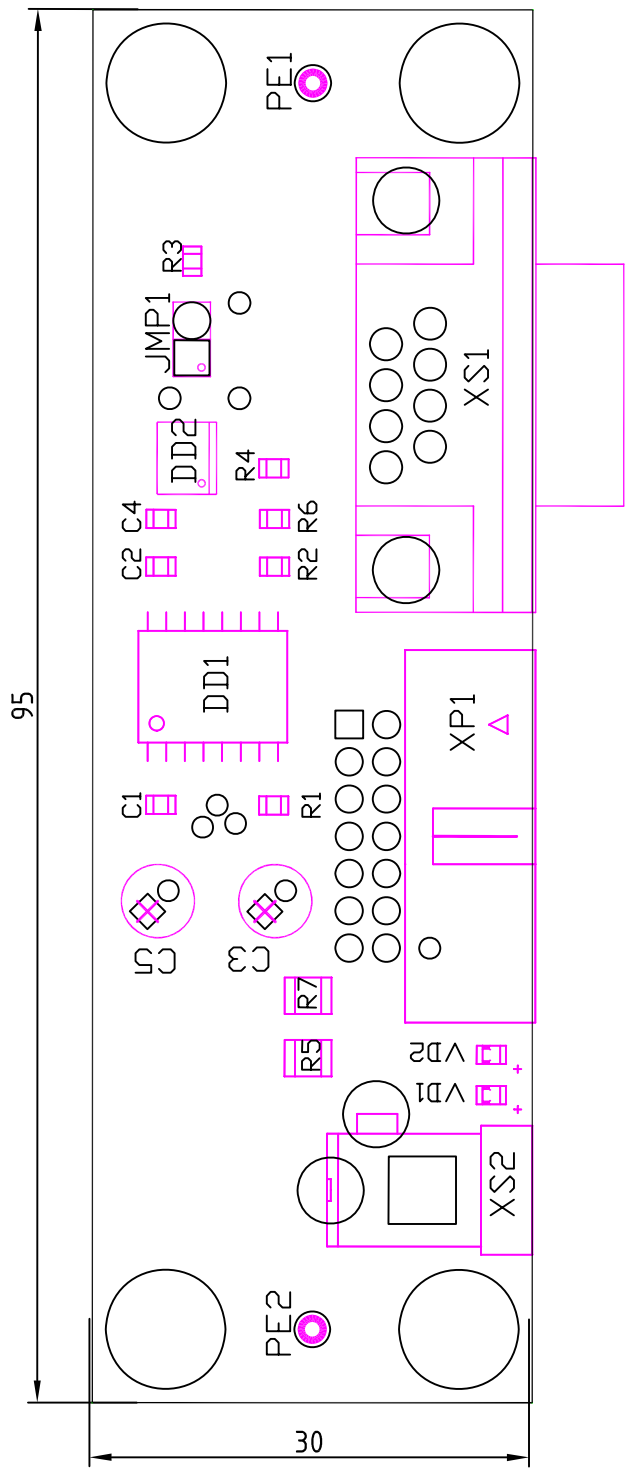 PE1
R3
JMP1
XS1
DD2
R4
C4
R6
C2
R2
DD1
95
XP1
C1
R1
C5
C3
R7
R5
VD2
VD1
XS2
PE2
30